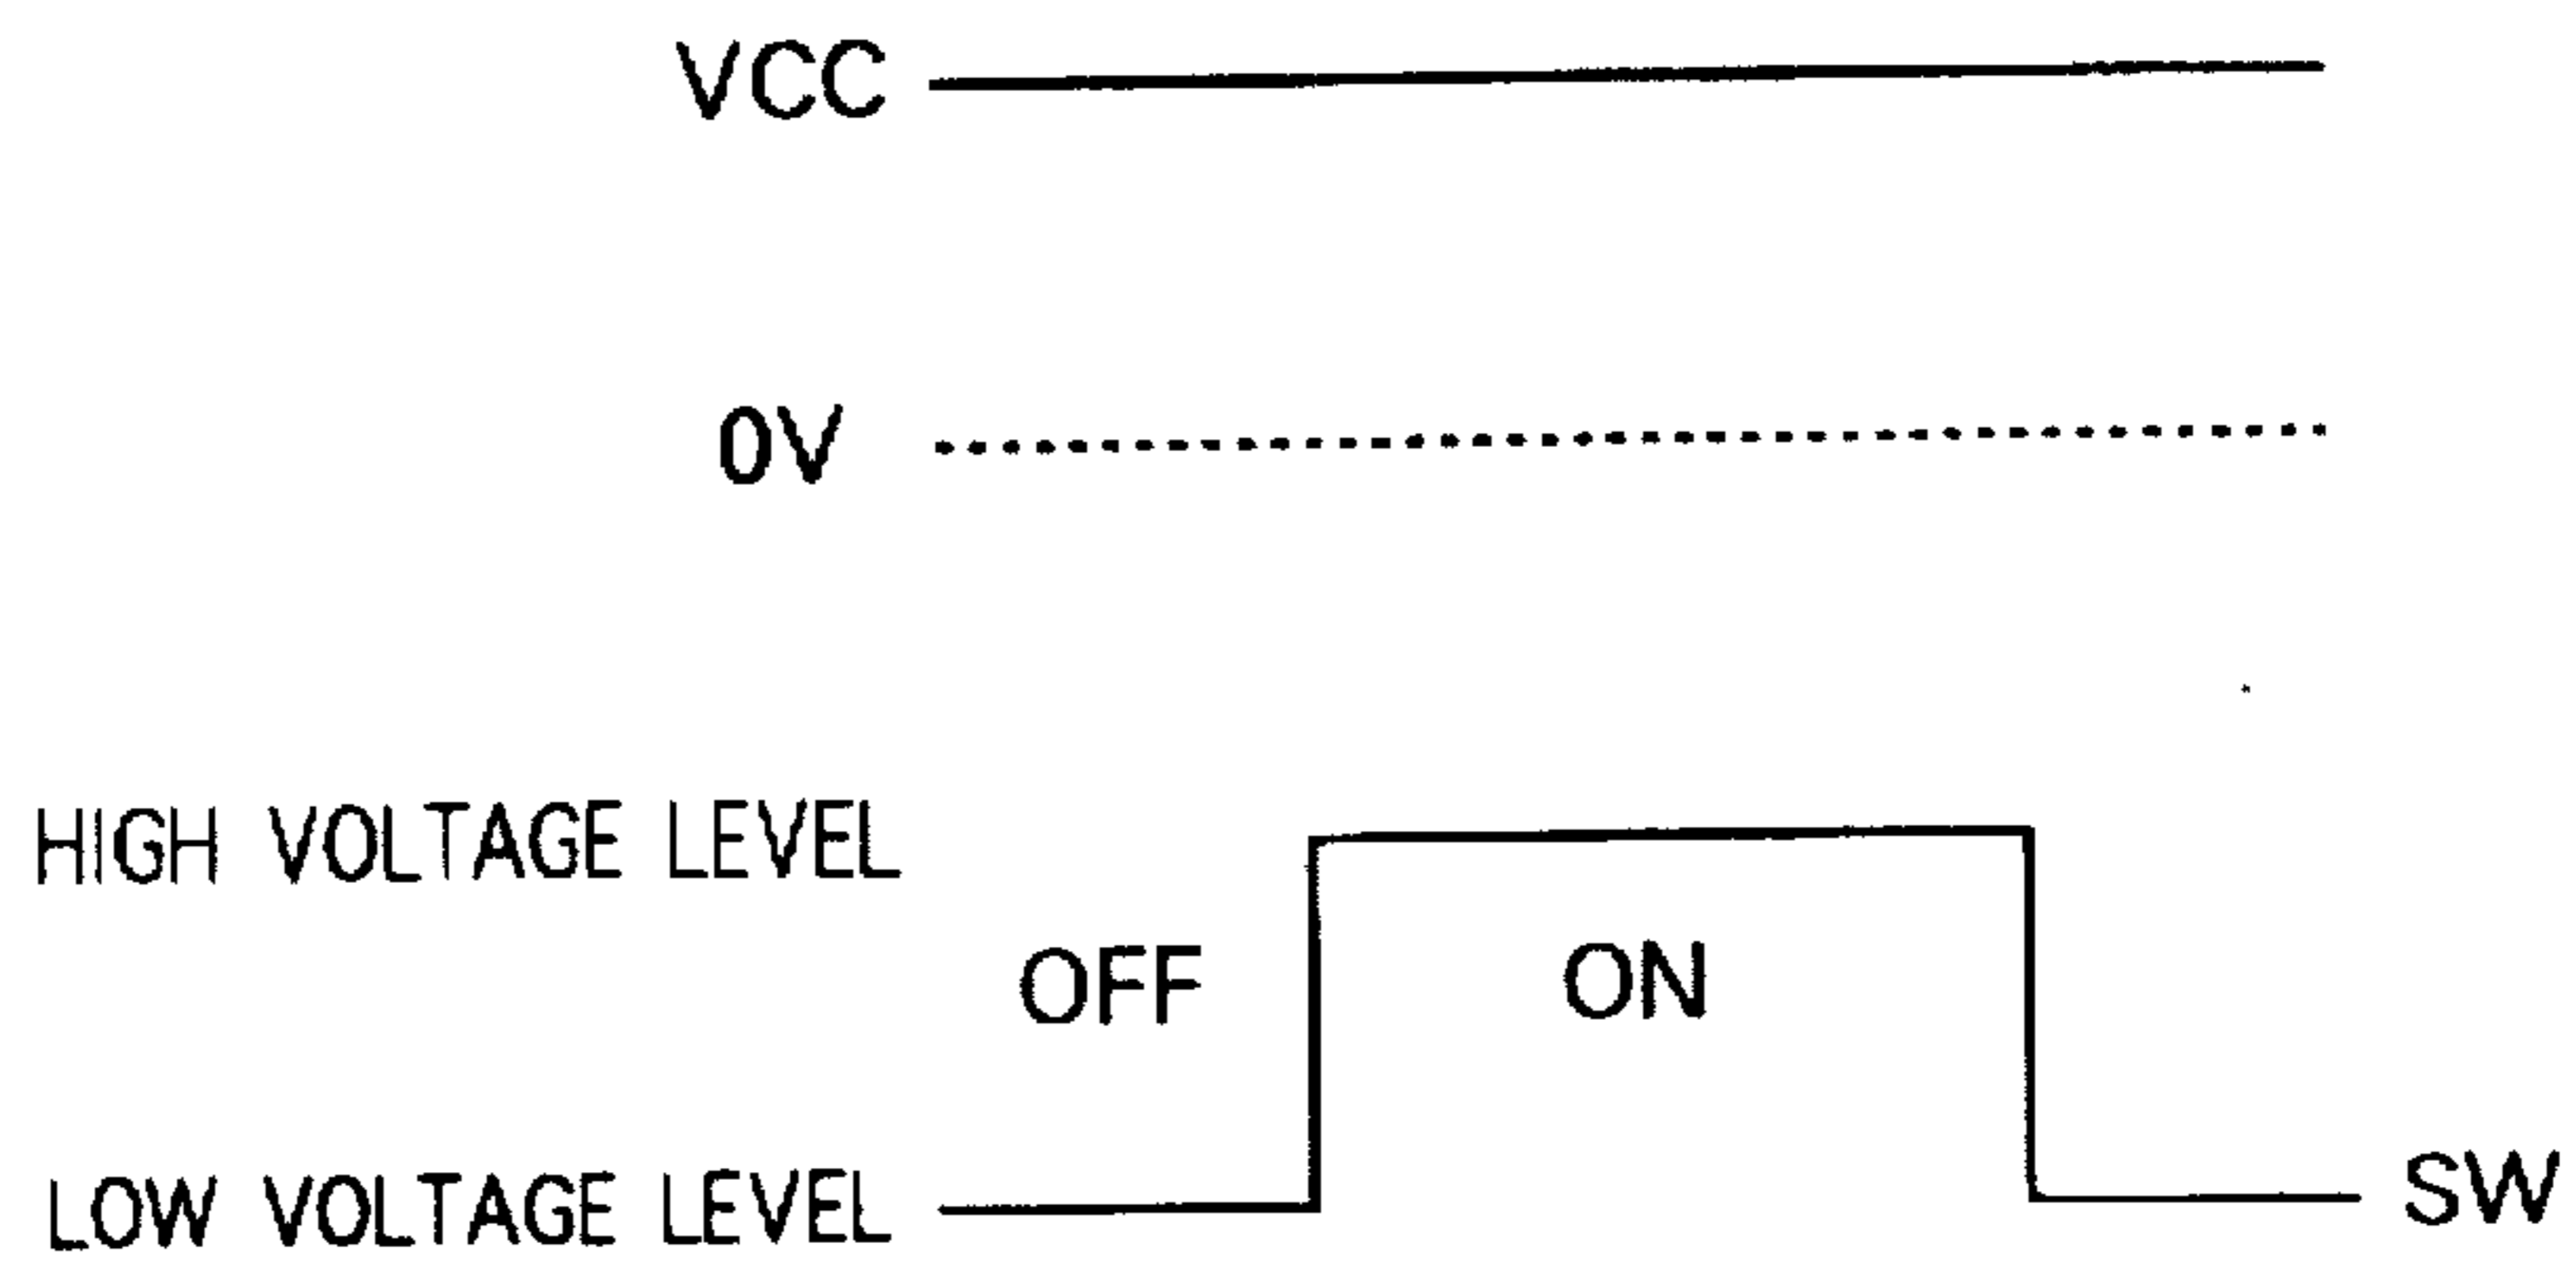 VCC
0V
HIGH VOLTAGE LEVEL
OFF ON
LOW VOLTAGE LEVEL SW